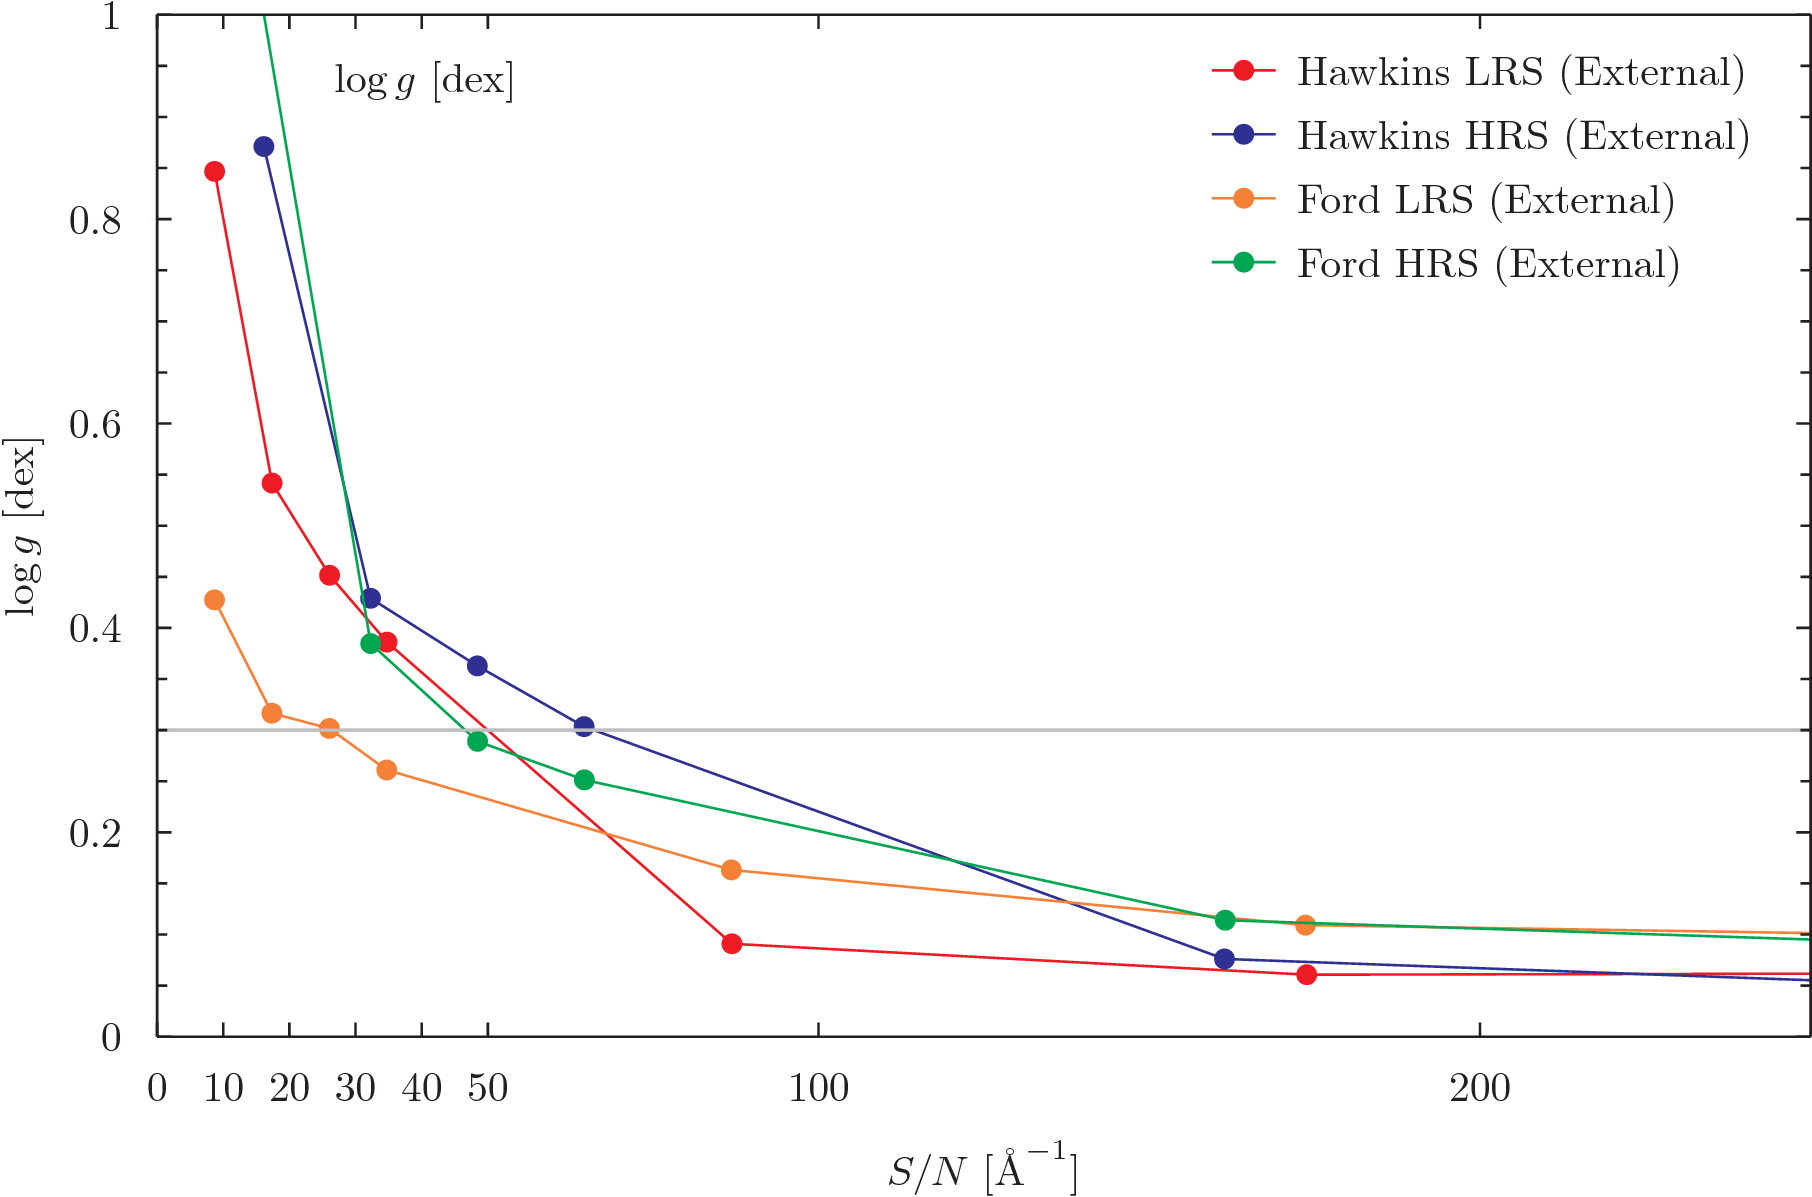 log g [dex]
Hawkins LRS (External)
Hawkins HRS (External)
Ford LRS (External)
Ford HRS (External)
1
0.8
0.6
0.4
0.2
0
log g [dex]
0 10 20 30 40 50 100 200
S/N [Å⁻¹]